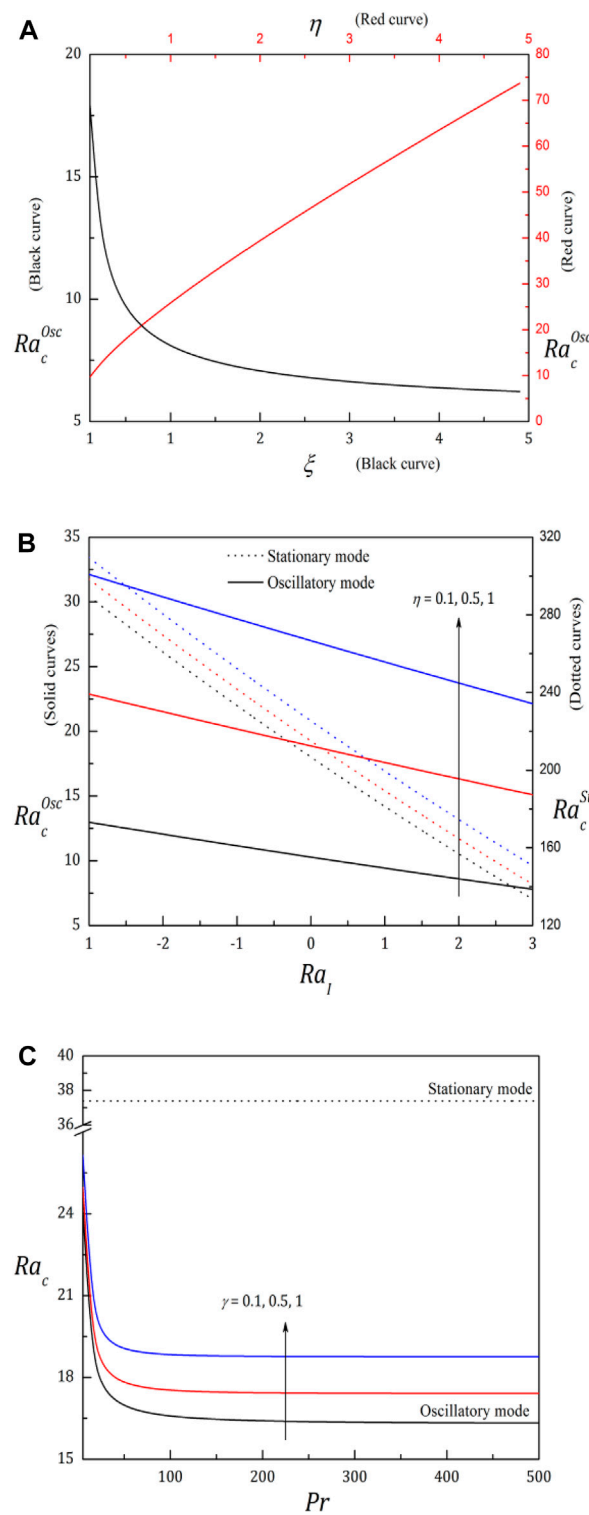 A
η (Red curve)
1 2 3 4 5
20
15
10
5
(Black curve)
Ra_c^Osc
80
70
60
50
40
30
20
10
0
(Red curve)
Ra_c^Osc
1 1 2 3 4 5
ξ (Black curve)
B
35
30
25
20
15
10
5
(Solid curves)
Ra_c^Osc
Stationary mode
Oscillatory mode
η = 0.1, 0.5, 1
320
280
240
200
160
120
(Dotted curves)
Ra_c^St
1 -2 -1 0 1 2 3
Ra_I
C
40
38
36
24
21
18
15
Ra_c
Stationary mode
γ = 0.1, 0.5, 1
Oscillatory mode
100 200 300 400 500
Pr